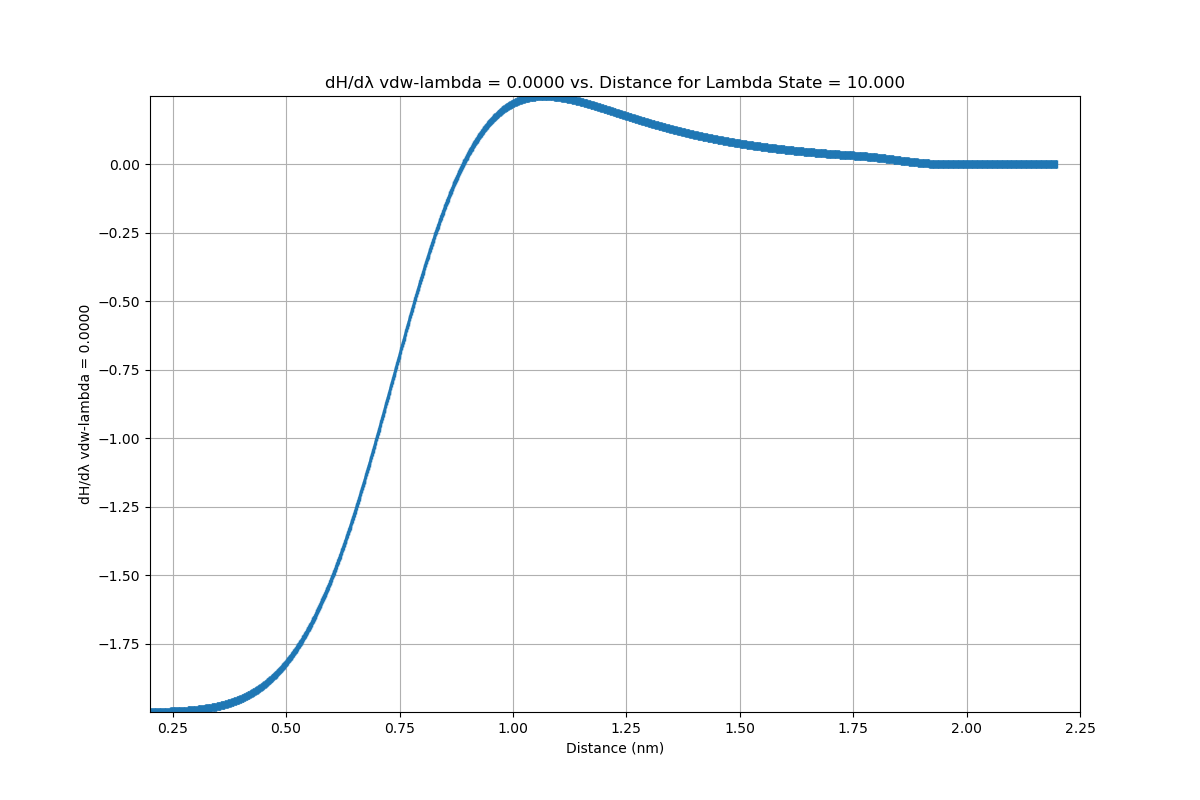 dH/dλ vdw-lambda = 0.0000 vs. Distance for Lambda State = 10.000
dH/dλ vdw-lambda = 0.0000
0.00
−0.25
−0.50
−0.75
−1.00
−1.25
−1.50
−1.75
0.25 0.50 0.75 1.00 1.25 1.50 1.75 2.00 2.25
Distance (nm)